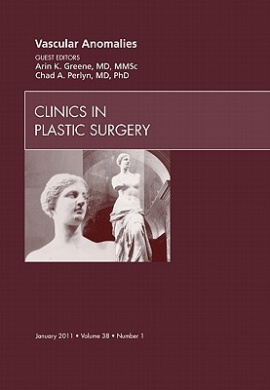 Vascular Anomalies
GUEST EDITORS
Arin K. Greene, MD, MMSc
Chad A. Perlyn, MD, PhD
CLINICS IN
PLASTIC SURGERY
January 2011 • Volume 38 • Number 1